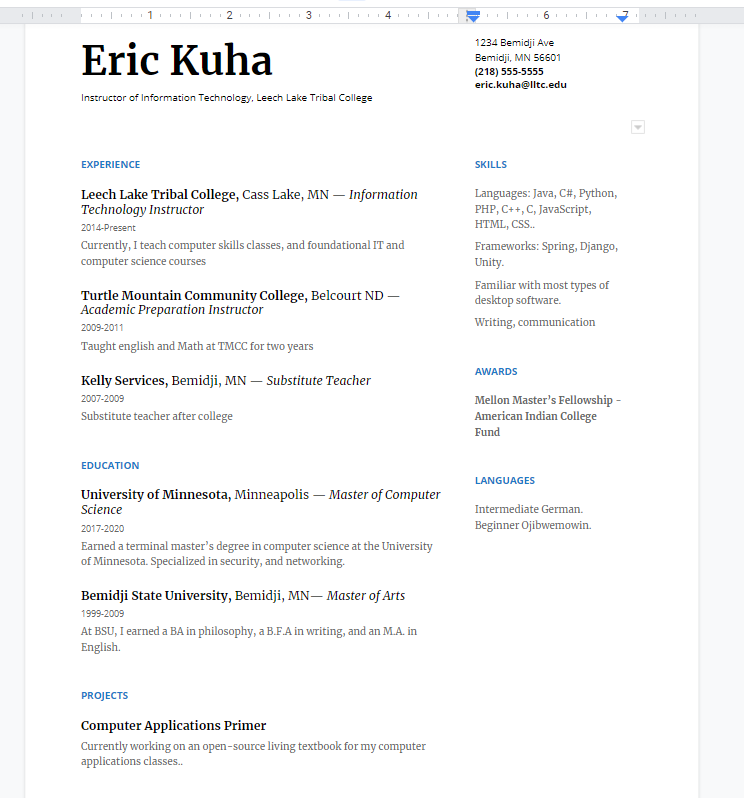 1 2 3 4 6 7
Eric Kuha
Instructor of Information Technology, Leech Lake Tribal College
1234 Bemidji Ave
Bemidji, MN 56601
(218) 555-5555
eric.kuha@lltc.edu
EXPERIENCE
Leech Lake Tribal College, Cass Lake, MN — Information
Technology Instructor
2014-Present
Currently, I teach computer skills classes, and foundational IT and
computer science courses
Turtle Mountain Community College, Belcourt ND —
Academic Preparation Instructor
2009-2011
Taught english and Math at TMCC for two years
Kelly Services, Bemidji, MN — Substitute Teacher
2007-2009
Substitute teacher after college
EDUCATION
University of Minnesota, Minneapolis — Master of Computer
Science
2017-2020
Earned a terminal master’s degree in computer science at the University
of Minnesota. Specialized in security, and networking.
Bemidji State University, Bemidji, MN— Master of Arts
1999-2009
At BSU, I earned a BA in philosophy, a B.F.A in writing, and an M.A. in
English.
PROJECTS
Computer Applications Primer
Currently working on an open-source living textbook for my computer
applications classes..
SKILLS
Languages: Java, C#, Python,
PHP, C++, C, JavaScript,
HTML, CSS..
Frameworks: Spring, Django,
Unity.
Familiar with most types of
desktop software.
Writing, communication
AWARDS
Mellon Master’s Fellowship -
American Indian College
Fund
LANGUAGES
Intermediate German.
Beginner Ojibwemowin.